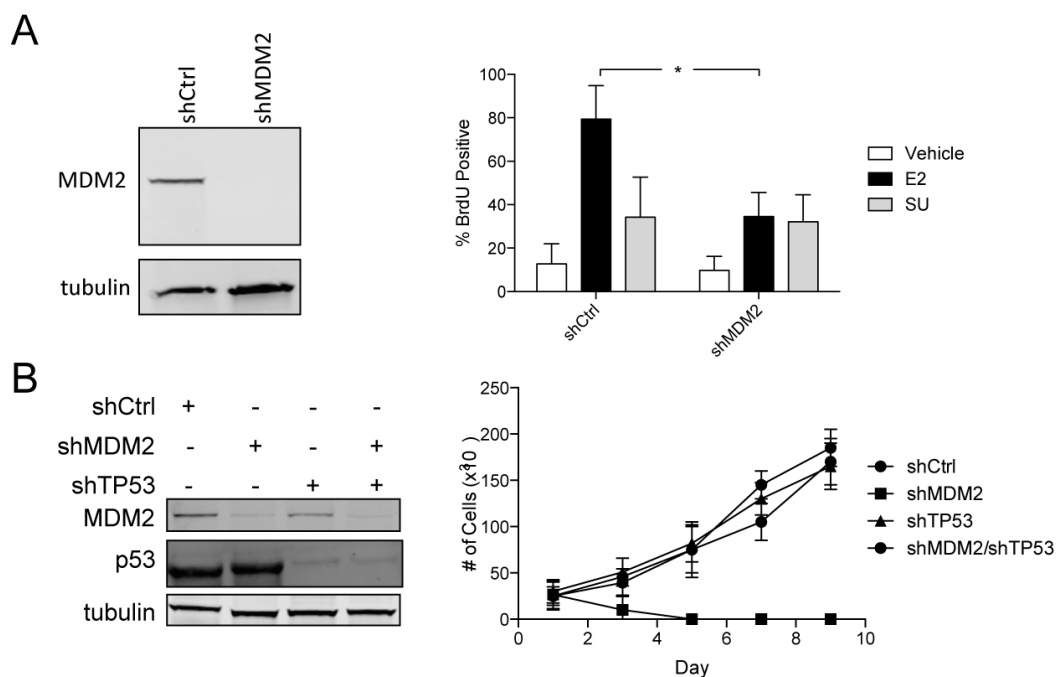 A
shCtrl
shMDM2
MDM2
tubulin
100
80
60
40
20
0
% BrdU Positive
*
shCtrl
shMDM2
Vehicle
E2
SU
B
shCtrl + - - -
shMDM2 - + - +
shTP53 - - + +
MDM2
p53
tubulin
250
200
150
100
50
0
# of Cells (x10³)
0 2 4 6 8 10
Day
shCtrl
shMDM2
shTP53
shMDM2/shTP53